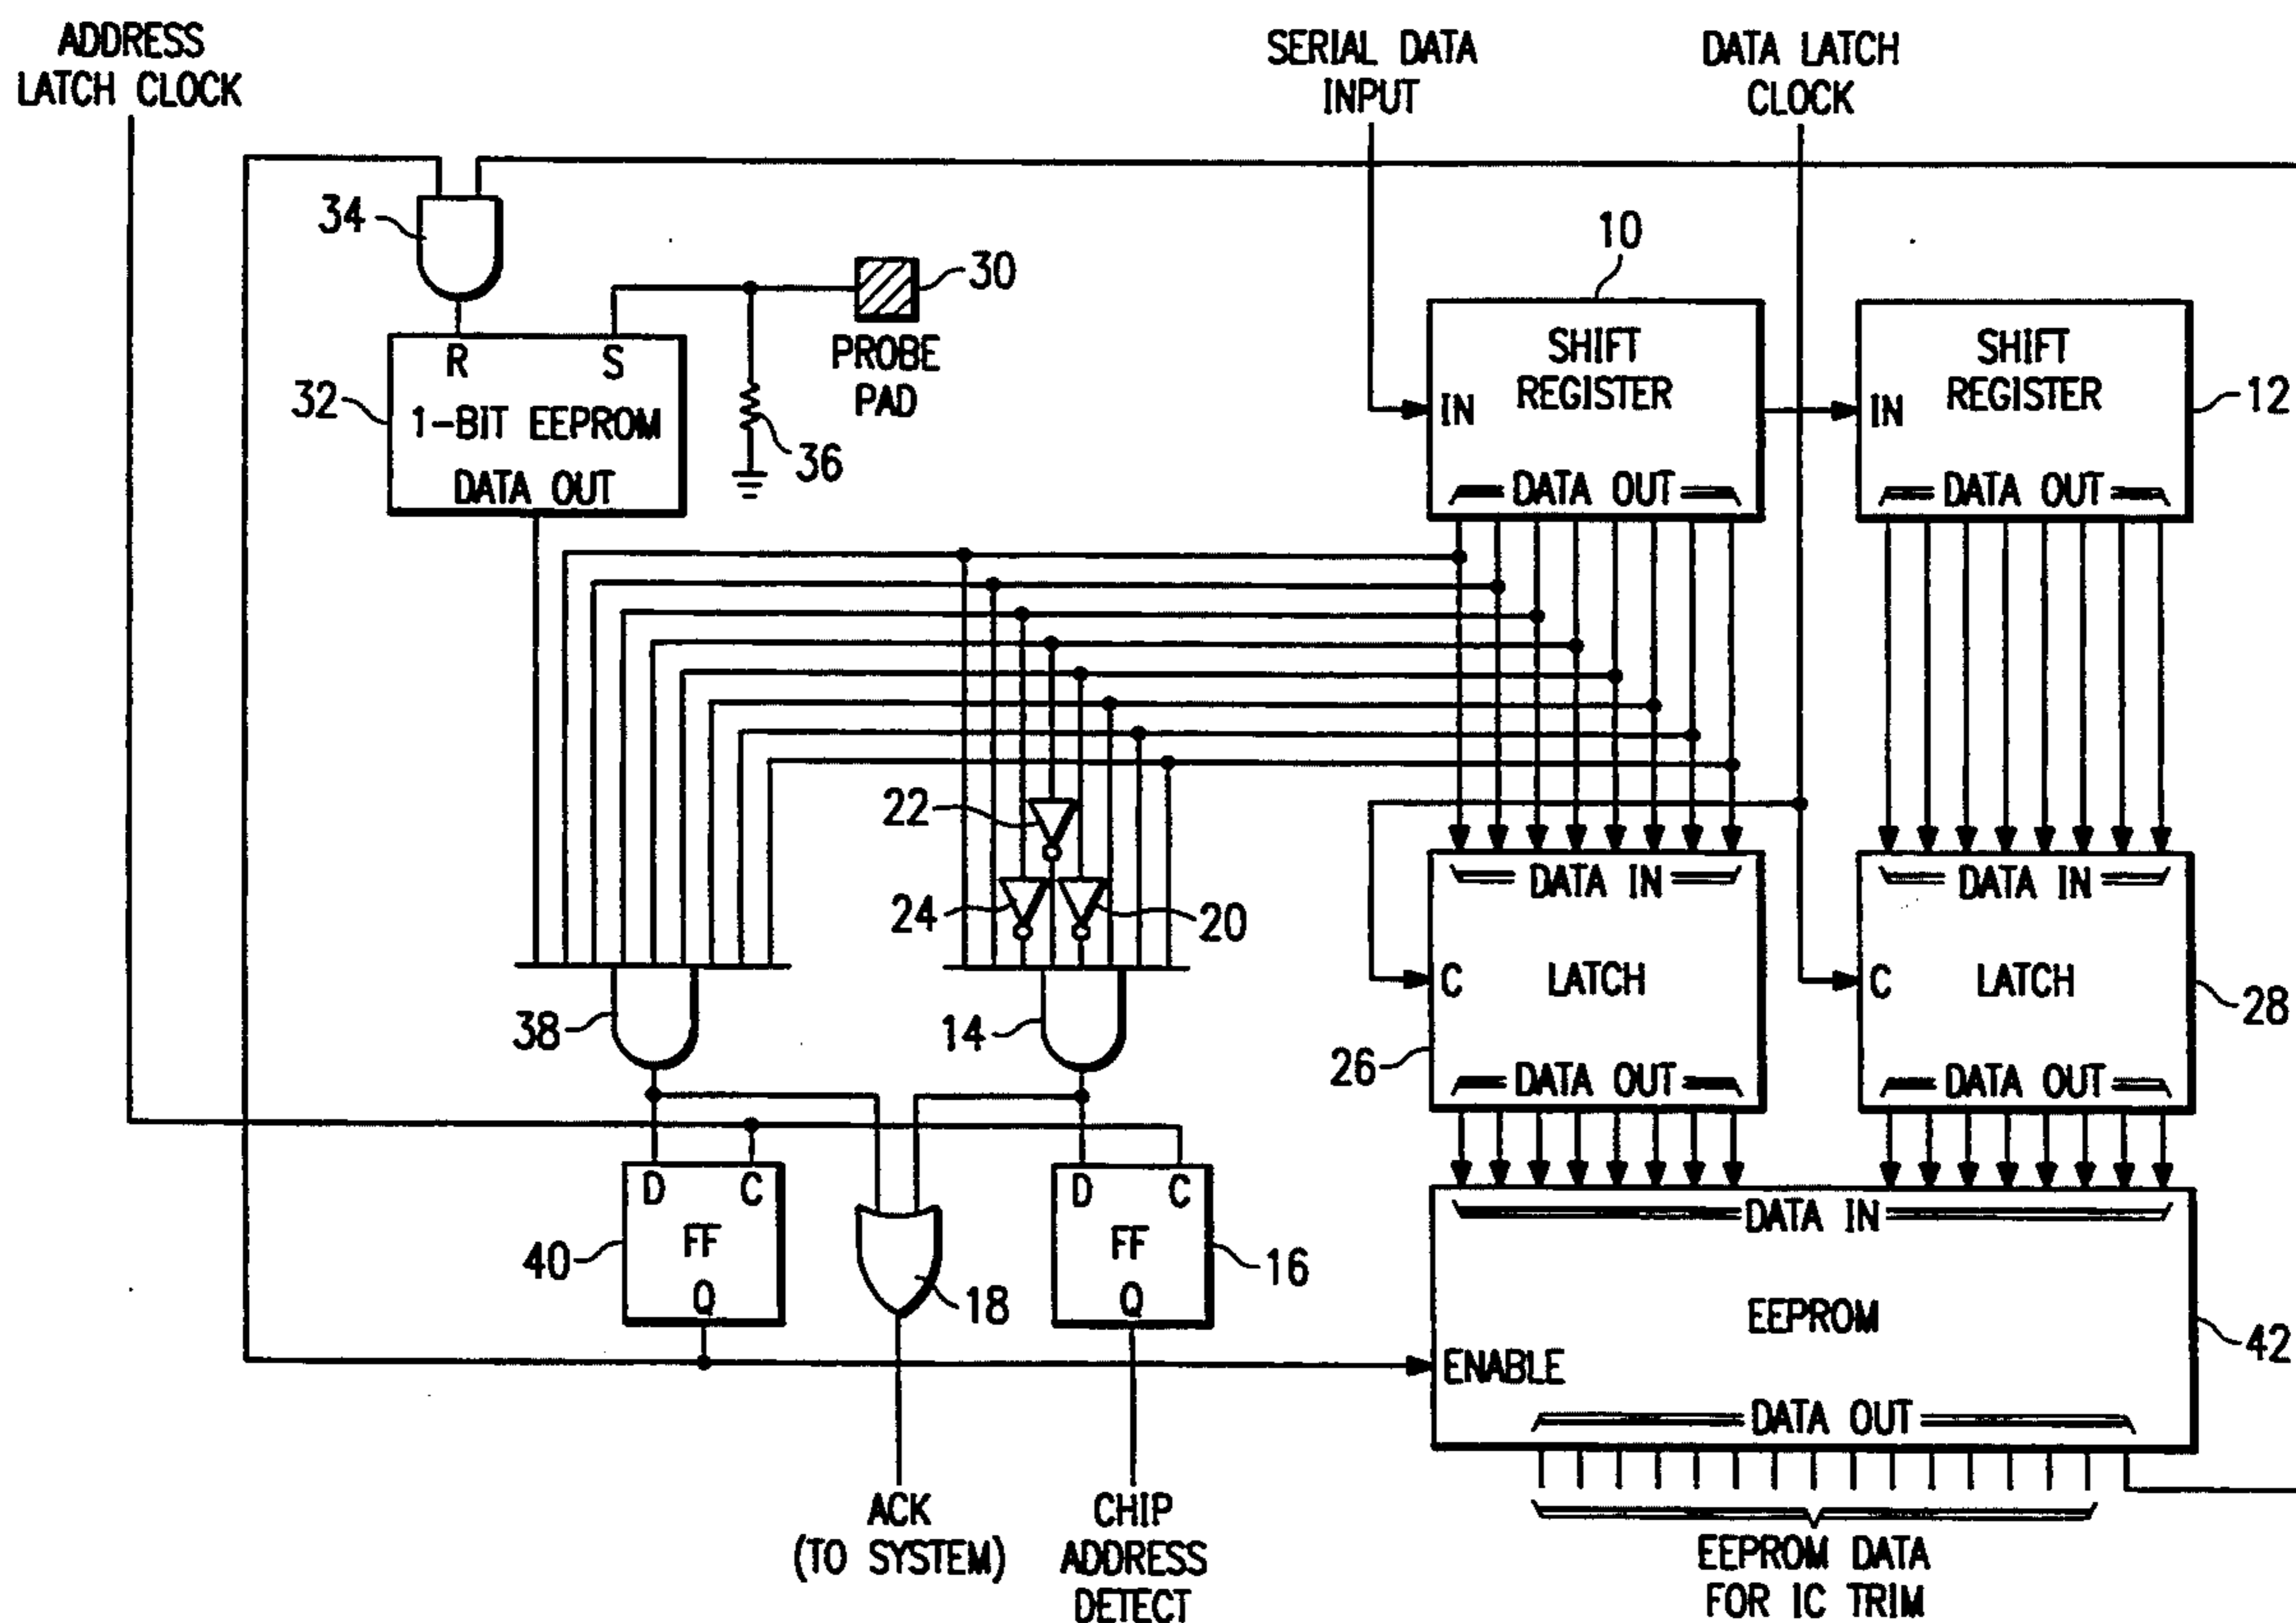 ADDRESS
LATCH CLOCK
SERIAL DATA
INPUT
DATA LATCH
CLOCK
34
30
PROBE
PAD
10
SHIFT
REGISTER
IN
DATA OUT
SHIFT
REGISTER
IN
DATA OUT
12
R S
32
1-BIT EEPROM
DATA OUT
36
22
24
20
38
14
DATA IN
C
LATCH
26
DATA OUT
DATA IN
C
LATCH
28
DATA OUT
D C
FF
40
Q
18
D C
FF
16
Q
DATA IN
EEPROM
42
ENABLE
DATA OUT
ACK
(TO SYSTEM)
CHIP
ADDRESS
DETECT
EEPROM DATA
FOR IC TRIM